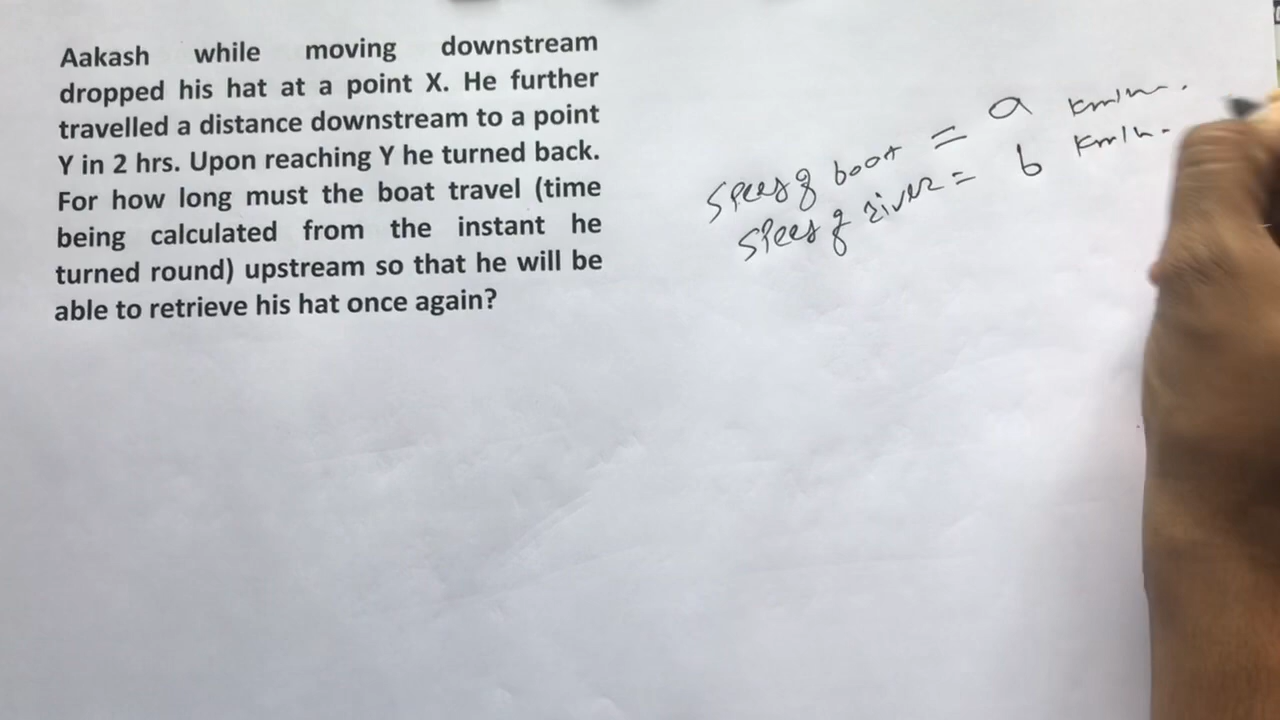 Aakash while moving downstream
dropped his hat at a point X. He further
travelled a distance downstream to a point
Y in 2 hrs. Upon reaching Y he turned back.
For how long must the boat travel (time
being calculated from the instant he
turned round) upstream so that he will be
able to retrieve his hat once again?
Speed of boat = a km/hr.
Speed of river = b km/h.